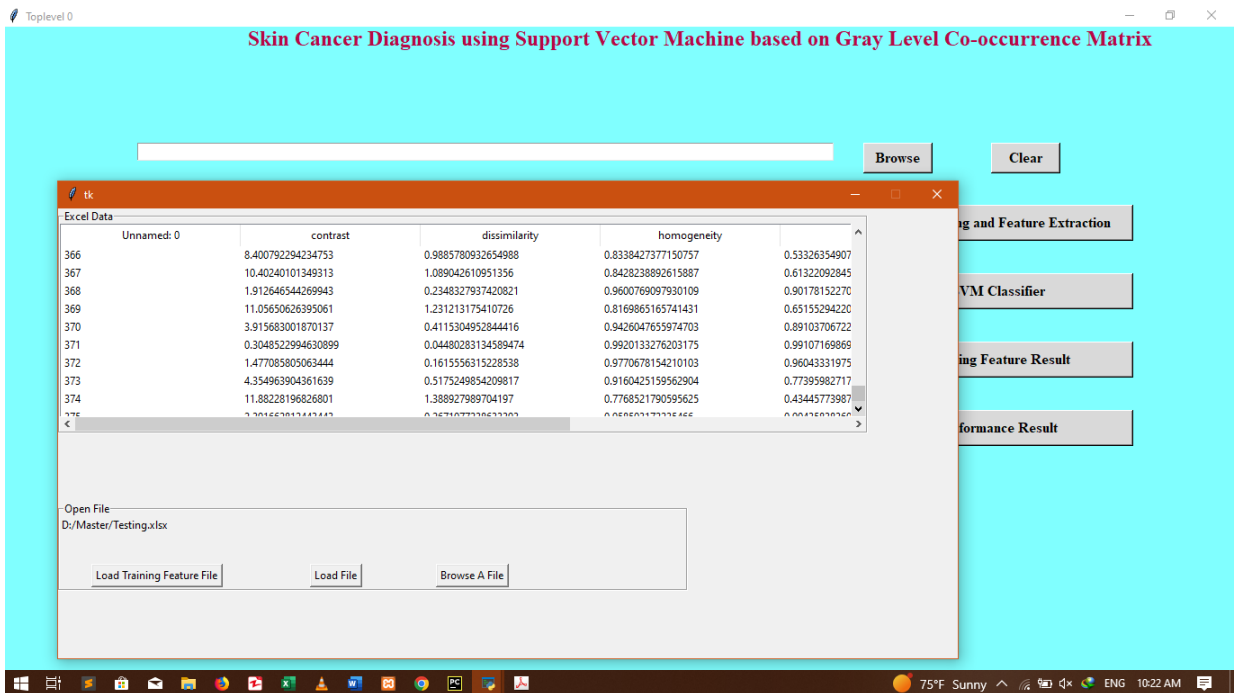 Toplevel 0
Skin Cancer Diagnosis using Support Vector Machine based on Gray Level Co-occurrence Matrix
Browse Clear
tk
Excel Data
Unnamed: 0 contrast dissimilarity homogeneity
366 8.400792294234753 0.9885780932654988 0.8338427377150757 0.53326354907
367 10.40240101349313 1.089042610951356 0.8428238892615887 0.61322092845
368 1.912646544269943 0.2348327937420821 0.9600769097930109 0.90178152270
369 11.05650626395061 1.231213175410726 0.8169865165741431 0.65155294220
370 3.915683001870137 0.4115304952844416 0.9426047655974703 0.89103706722
371 0.3048522994630899 0.04480283134589474 0.9920133276203175 0.99107169869
372 1.477085805063444 0.1615556315228538 0.9770678154210103 0.96043331975
373 4.354963904361639 0.5175249854209817 0.9160425159562904 0.77395982717
374 11.88228196826801 1.388927989704197 0.7768521790595625 0.43445773987
375
ng and Feature Extraction
VM Classifier
ing Feature Result
formance Result
Open File
D:/Master/Testing.xlsx
Load Training Feature File Load File Browse A File
75°F Sunny ENG 10:22 AM